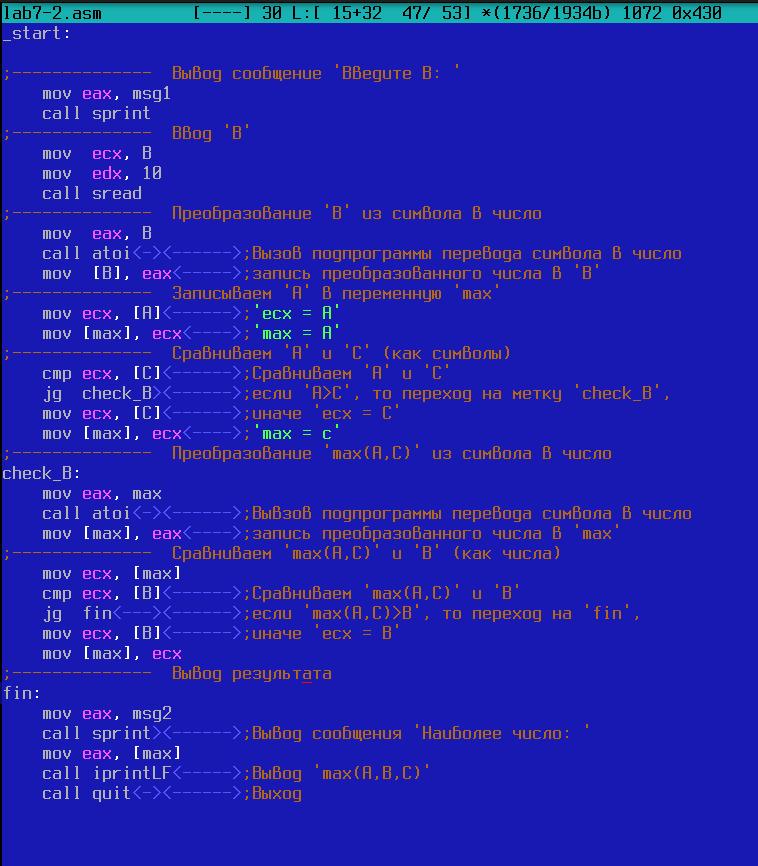 lab7-2.asm [----] 30 L:[ 15+32 47/ 53] *(1736/1934b) 1072 0x430
_start:
;-------------- Вывод сообщение 'Введите B: '
mov eax, msg1
call sprint
;-------------- Ввод 'B'
mov ecx, B
mov edx, 10
call sread
;-------------- Преобразование 'B' из символа в число
mov eax, B
call atoi<-><------>;Вызов подпрограммы перевода символа в число
mov [B], eax<----->;запись преобразованного числа в 'B'
;-------------- Записываем 'A' в переменную 'max'
mov ecx, [A]<------>;'ecx = A'
mov [max], ecx<---->;'max = A'
;-------------- Сравниваем 'A' и 'C' (как символы)
cmp ecx, [C]<------>;Сравниваем 'A' и 'C'
jg check_B><------>;если 'A>C', то переход на метку 'check_B',
mov ecx, [C]<------>;иначе 'ecx = C'
mov [max], ecx<---->;'max = c'
;-------------- Преобразование 'max(A,C)' из символа в число
check_B:
mov eax, max
call atoi<-><------>;Вывзов подпрограммы перевода символа в число
mov [max], eax<---->;запись преобразованного числа в 'max'
;-------------- Сравниваем 'max(A,C)' и 'B' (как числа)
mov ecx, [max]
cmp ecx, [B]<------>;Сравниваем 'max(A,C)' и 'B'
jg fin<---><------>;если 'max(A,C)>B', то переход на 'fin',
mov ecx, [B]<------>;иначе 'ecx = B'
mov [max], ecx
;-------------- Вывод результата
fin:
mov eax, msg2
call sprint><------>;Вывод сообщения 'Наиболее число: '
mov eax, [max]
call iprintLF<----->;Вывод 'max(A,B,C)'
call quit<-><------>;Выход